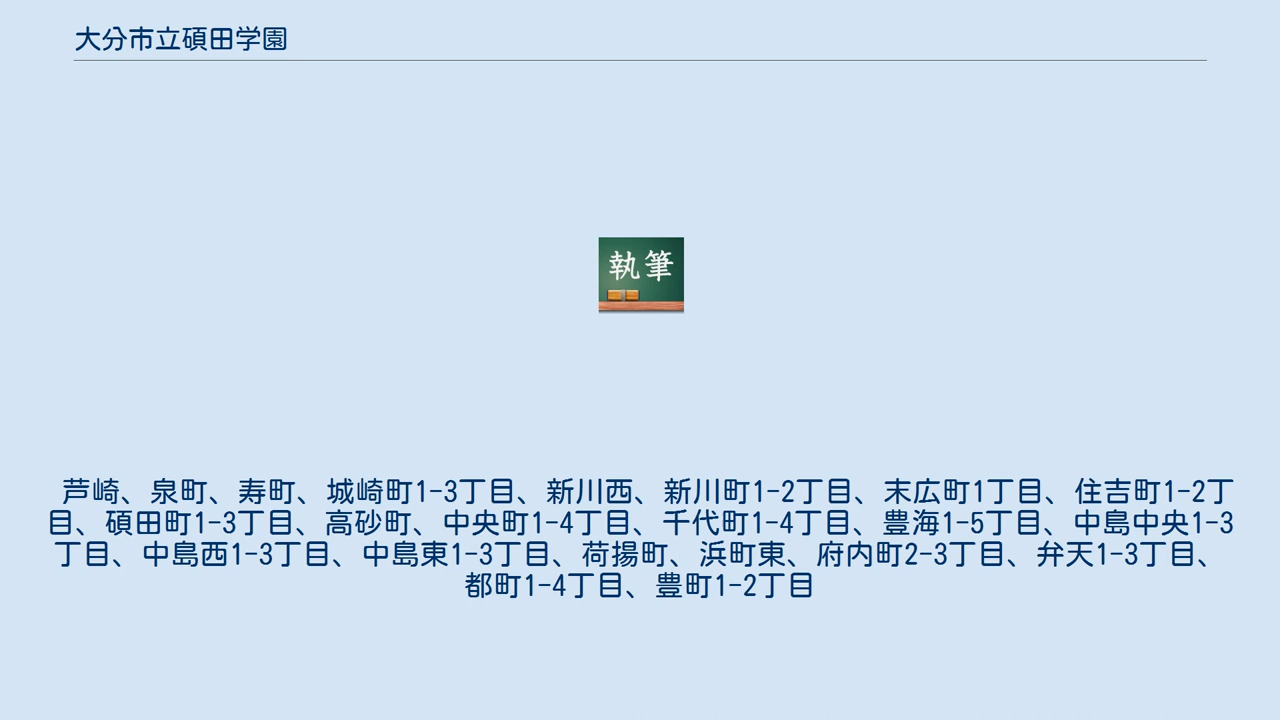 大分市立碩田学園
執筆
芦崎、泉町、寿町、城崎町1-3丁目、新川西、新川町1-2丁目、末広町1丁目、住吉町1-2丁
目、碩田町1-3丁目、高砂町、中央町1-4丁目、千代町1-4丁目、豊海1-5丁目、中島中央1-3
丁目、中島西1-3丁目、中島東1-3丁目、荷揚町、浜町東、府内町2-3丁目、弁天1-3丁目、
都町1-4丁目、豊町1-2丁目